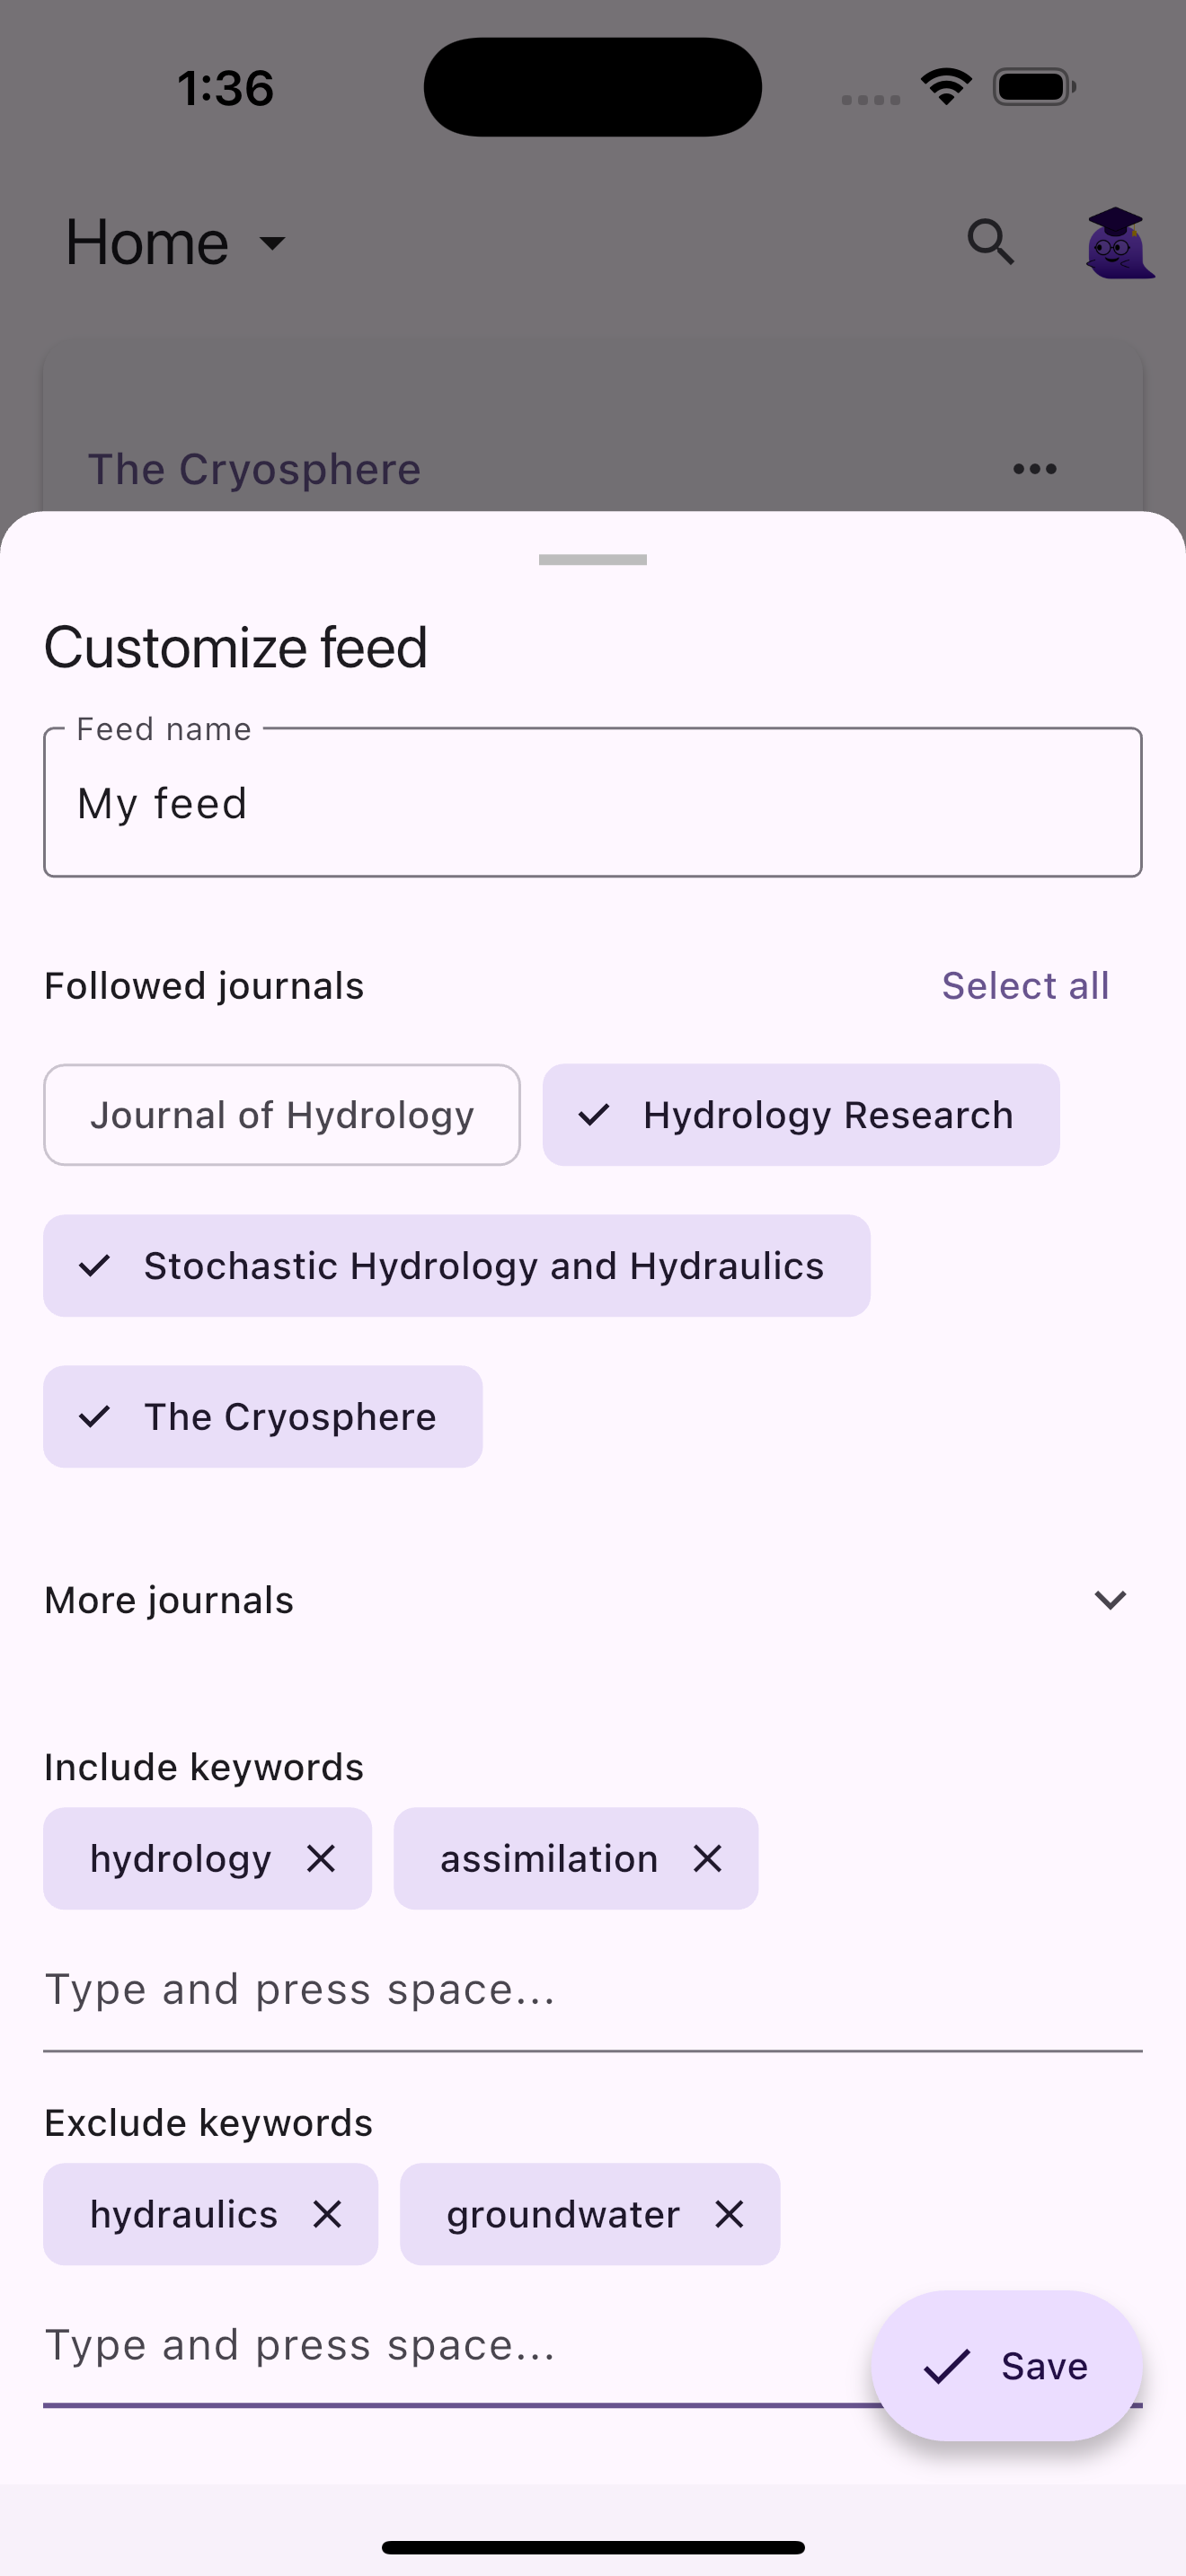 1:36
Home
The Cryosphere
Customize feed
Feed name
My feed
Followed journals Select all
Journal of Hydrology Hydrology Research
Stochastic Hydrology and Hydraulics
The Cryosphere
More journals
Include keywords
hydrology assimilation
Type and press space...
Exclude keywords
hydraulics groundwater
Type and press space...
Save